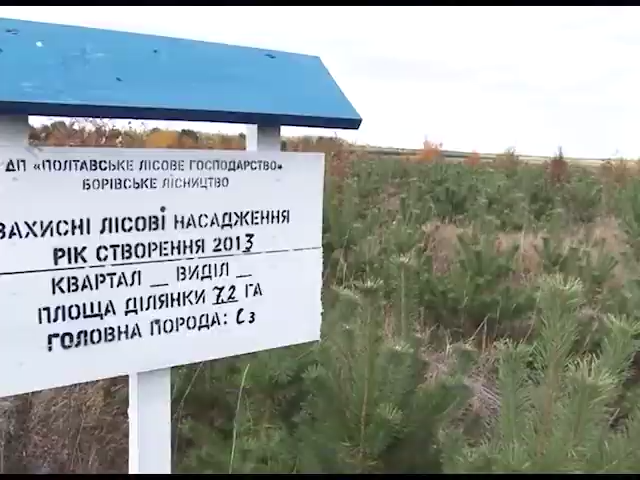 ДП «ПОЛТАВСЬКЕ ЛІСОВЕ ГОСПОДАРСТВО»
БОРІВСЬКЕ ЛІСНИЦТВО
ЗАХИСНІ ЛІСОВІ НАСАДЖЕННЯ
РІК СТВОРЕННЯ 2013
КВАРТАЛ _ ВИДІЛ _
ПЛОЩА ДІЛЯНКИ 7.2 ГА
ГОЛОВНА ПОРОДА: Сз